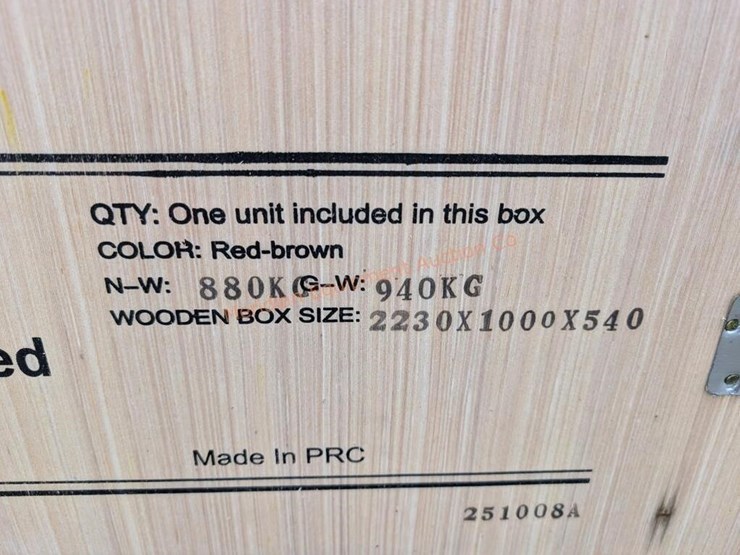 QTY: One unit included in this box
COLOR: Red-brown
N-W: 880KG G-W: 940KG
WOODEN BOX SIZE: 2230X1000X540
ed
Made In PRC
251008A